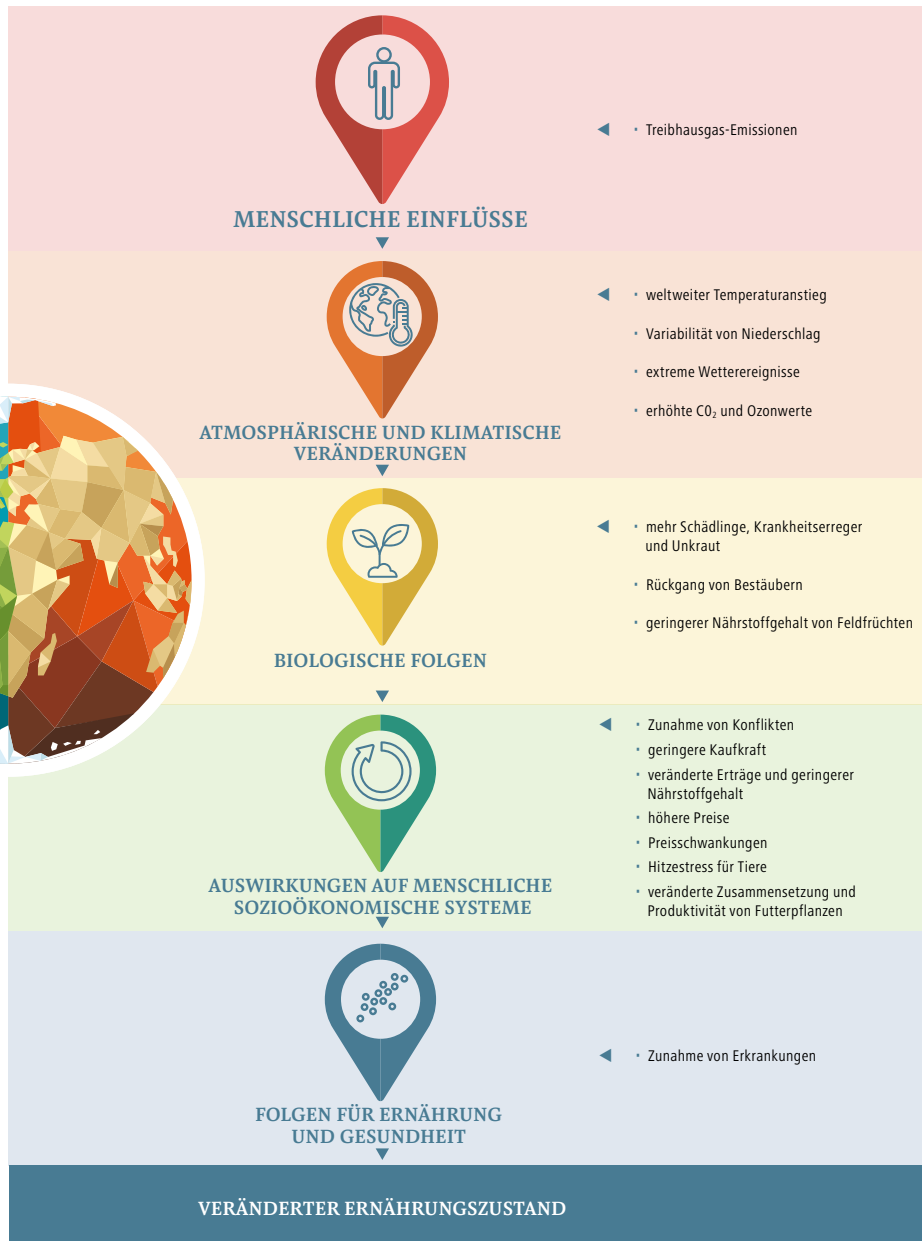 · Treibhausgas-Emissionen
MENSCHLICHE EINFLÜSSE
· weltweiter Temperaturanstieg
· Variabilität von Niederschlag
· extreme Wetterereignisse
· erhöhte C0₂ und Ozonwerte
ATMOSPHÄRISCHE UND KLIMATISCHE
VERÄNDERUNGEN
· mehr Schädlinge, Krankheitserreger
und Unkraut
· Rückgang von Bestäubern
· geringerer Nährstoffgehalt von Feldfrüchten
BIOLOGISCHE FOLGEN
· Zunahme von Konflikten
· geringere Kaufkraft
· veränderte Erträge und geringerer
Nährstoffgehalt
· höhere Preise
· Preisschwankungen
· Hitzestress für Tiere
· veränderte Zusammensetzung und
Produktivität von Futterpflanzen
AUSWIRKUNGEN AUF MENSCHLICHE
SOZIOÖKONOMISCHE SYSTEME
· Zunahme von Erkrankungen
FOLGEN FÜR ERNÄHRUNG
UND GESUNDHEIT
VERÄNDERTER ERNÄHRUNGSZUSTAND